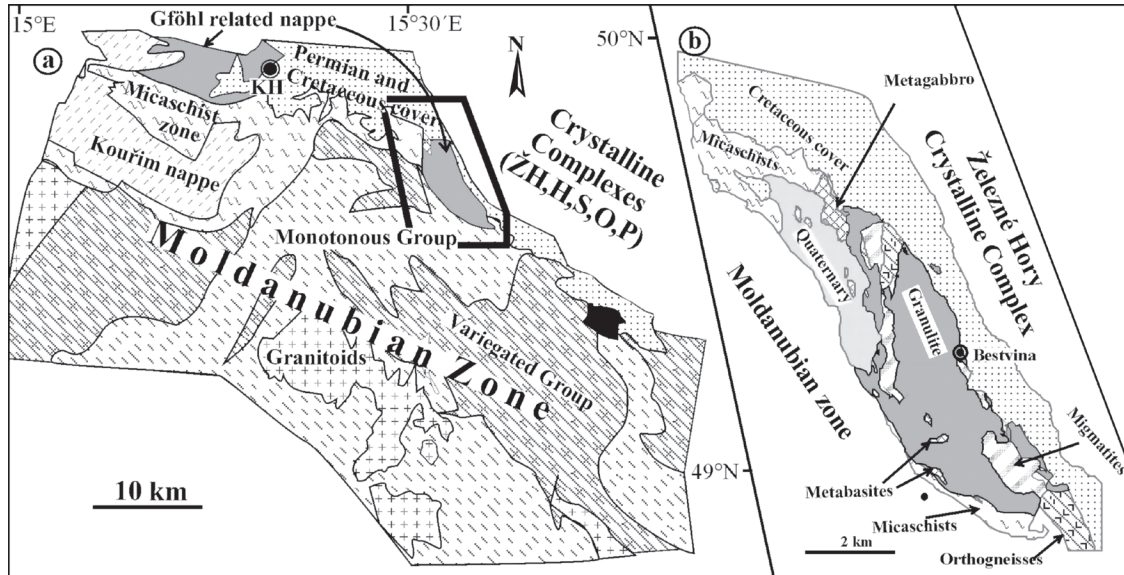 15°E
15°30´E
Gföhl related nappe
N
50°N
a
KH
Permian and
Cretaccous cover
Micaschist
zone
Kouřim nappe
Crystalline
Complexes
(ŽH,H,S,O,P)
Monotonous Group
Moldanubian Zone
Variegated Group
Granitoids
49°N
10 km
b
Metagabbro
Cretaccous cover
Micaschists
Železné Hory
Crystalline Complex
Quaternary
Granulite
Bestvina
Moldanubian zone
Migmatites
Metabasites
Micaschists
Orthogneisses
2 km